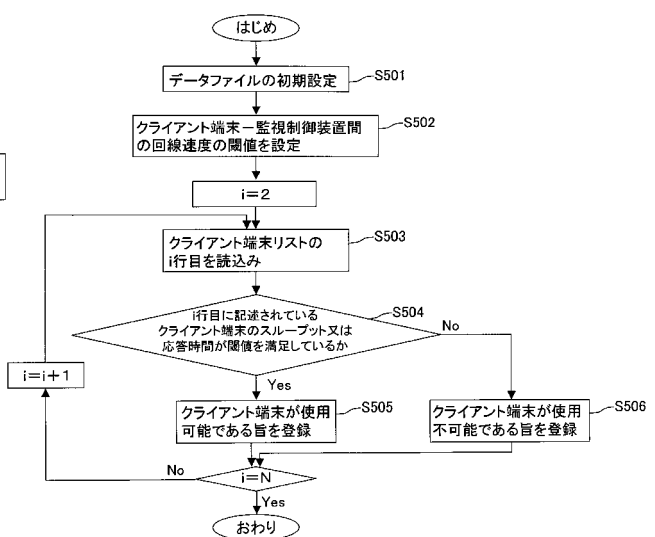 はじめ
データファイルの初期設定
S501
クライアント端末－監視制御装置間
の回線速度の閾値を設定
S502
i=2
クライアント端末リストの
i行目を読込み
S503
i行目に記述されている
クライアント端末のスループット又は
応答時間が閾値を満足しているか
S504
No
i=i+1
Yes
クライアント端末が使用
可能である旨を登録
S505
クライアント端末が使用
不可能である旨を登録
S506
No
i=N
Yes
おわり